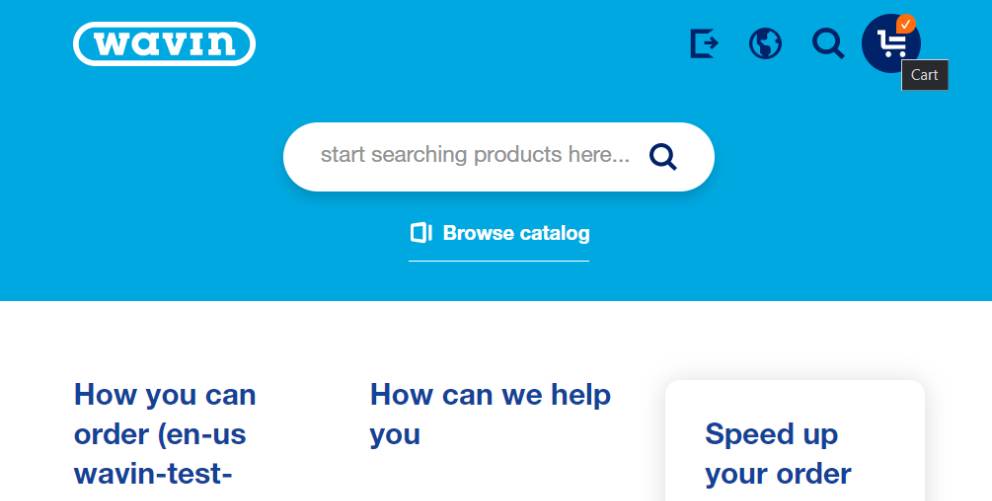 wavin
Cart
start searching products here...
Browse catalog
How you can
order (en-us
wavin-test-
How can we help
you
Speed up
your order